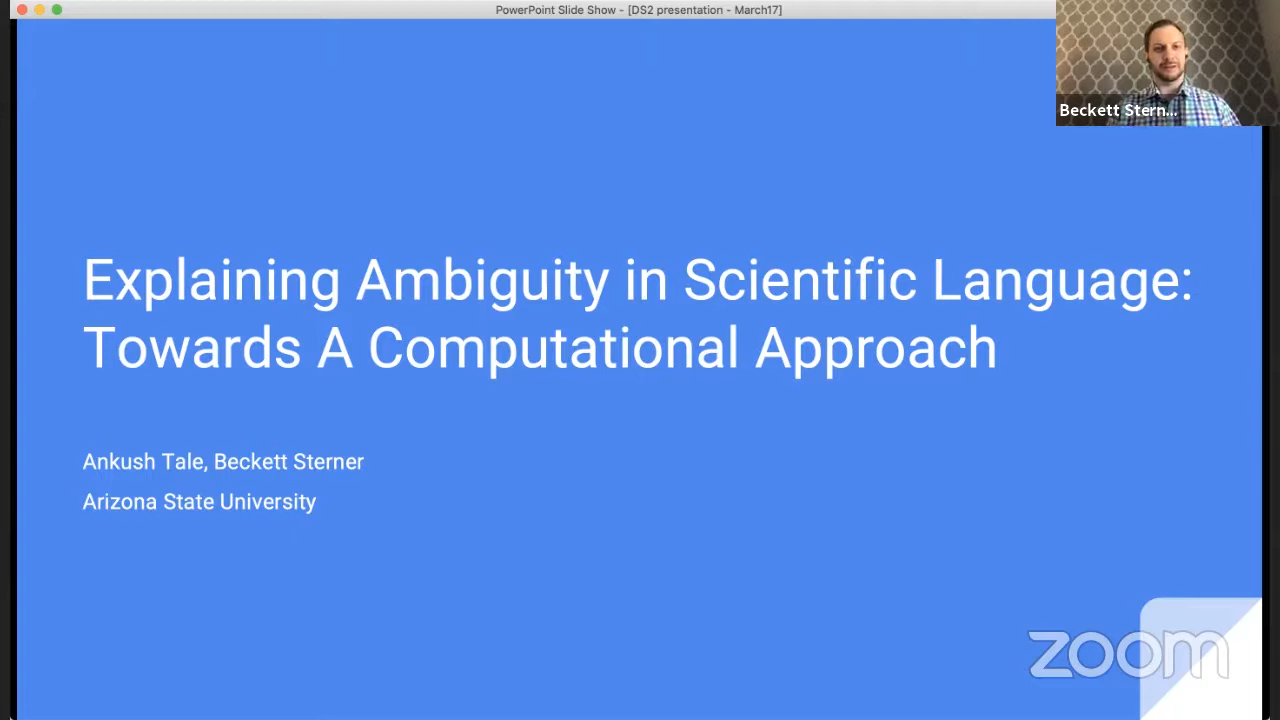 PowerPoint Slide Show - [DS2 presentation - March17]
Beckett Stern...
Explaining Ambiguity in Scientific Language:
Towards A Computational Approach
Ankush Tale, Beckett Sterner
Arizona State University
zoom